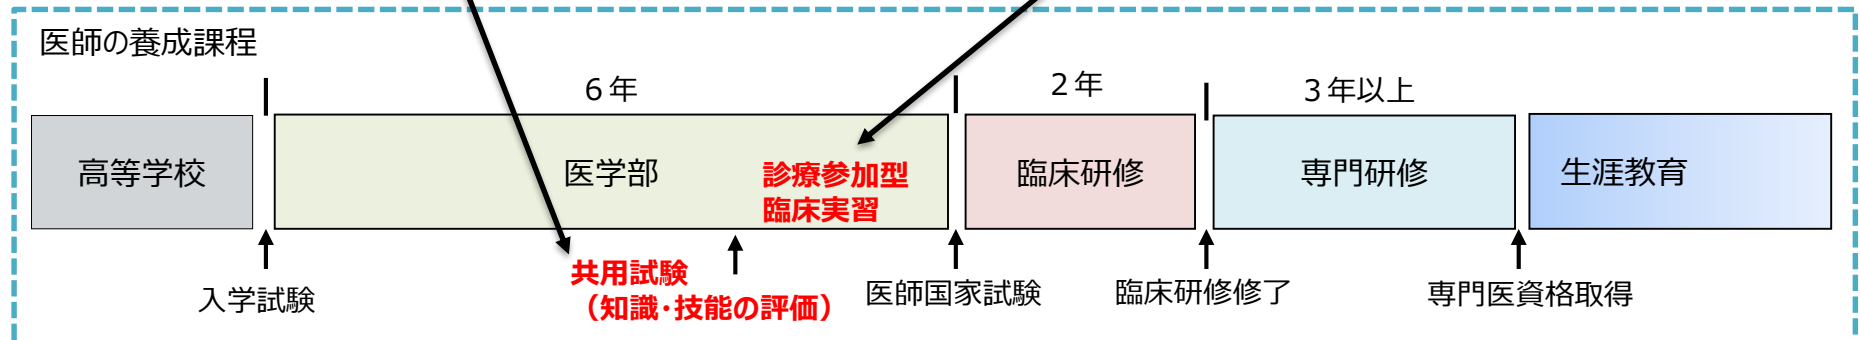 医師の養成課程
6年
2年
3年以上
高等学校
医学部
診療参加型
臨床実習
臨床研修
専門研修
生涯教育
入学試験
共用試験
（知識・技能の評価）
医師国家試験
臨床研修修了
専門医資格取得